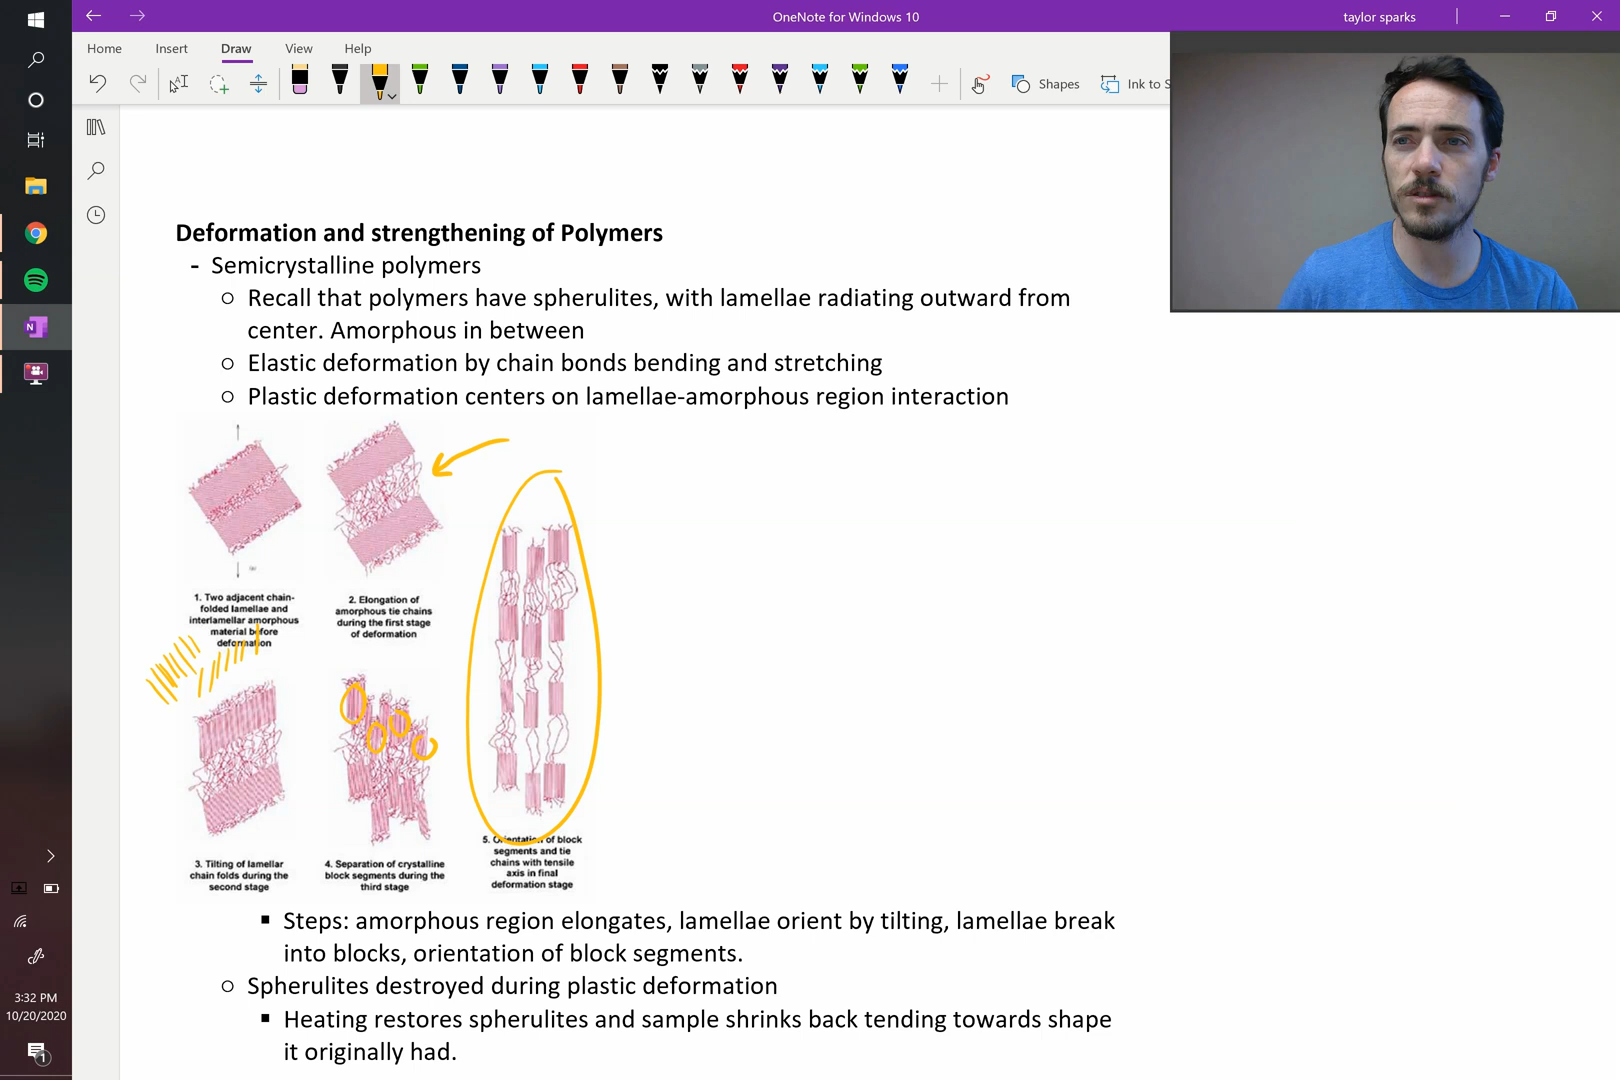 OneNote for Windows 10
taylor sparks
Home Insert Draw View Help
Shapes
Ink to S
Deformation and strengthening of Polymers
- Semicrystalline polymers
○ Recall that polymers have spherulites, with lamellae radiating outward from
center. Amorphous in between
○ Elastic deformation by chain bonds bending and stretching
○ Plastic deformation centers on lamellae-amorphous region interaction
1. Two adjacent chain-
folded lamellae and
interlamellar amorphous
material before
deformation
2. Elongation of
amorphous tie chains
during the first stage
of deformation
3. Tilting of lamellar
chain folds during the
second stage
4. Separation of crystalline
block segments during the
third stage
5. Orientation of block
segments and tie
chains with tensile
axis in final
deformation stage
▪ Steps: amorphous region elongates, lamellae orient by tilting, lamellae break
into blocks, orientation of block segments.
○ Spherulites destroyed during plastic deformation
▪ Heating restores spherulites and sample shrinks back tending towards shape
it originally had.
3:32 PM
10/20/2020
1